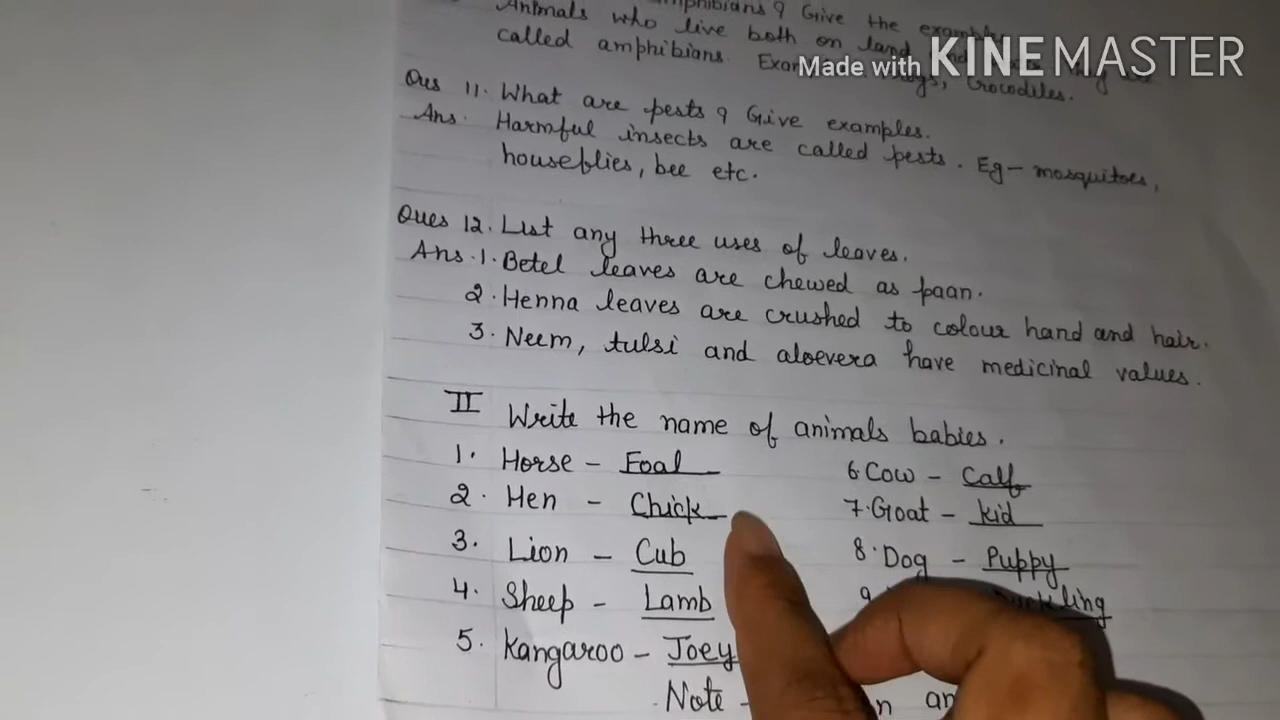 amphibians ? Give the examples
Animals who live both on land
called amphibians. Crocodiles.
Made with KINEMASTER
Ques 11. What are pests ? Give examples.
Ans. Harmful insects are called pests. Eg- mosquitoes,
houseflies, bee etc.
Ques 12. List any three uses of leaves.
Ans. 1. Betel leaves are chewed as paan.
2. Henna leaves are crushed to colour hand and hair.
3. Neem, tulsi and aloevera have medicinal values.
II Write the name of animals babies.
1. Horse - Foal
2. Hen - Chick
3. Lion - Cub
4. Sheep - Lamb
5. Kangaroo - Joey
6. Cow - Calf
7. Goat - kid
8. Dog - Puppy
9.
Note -